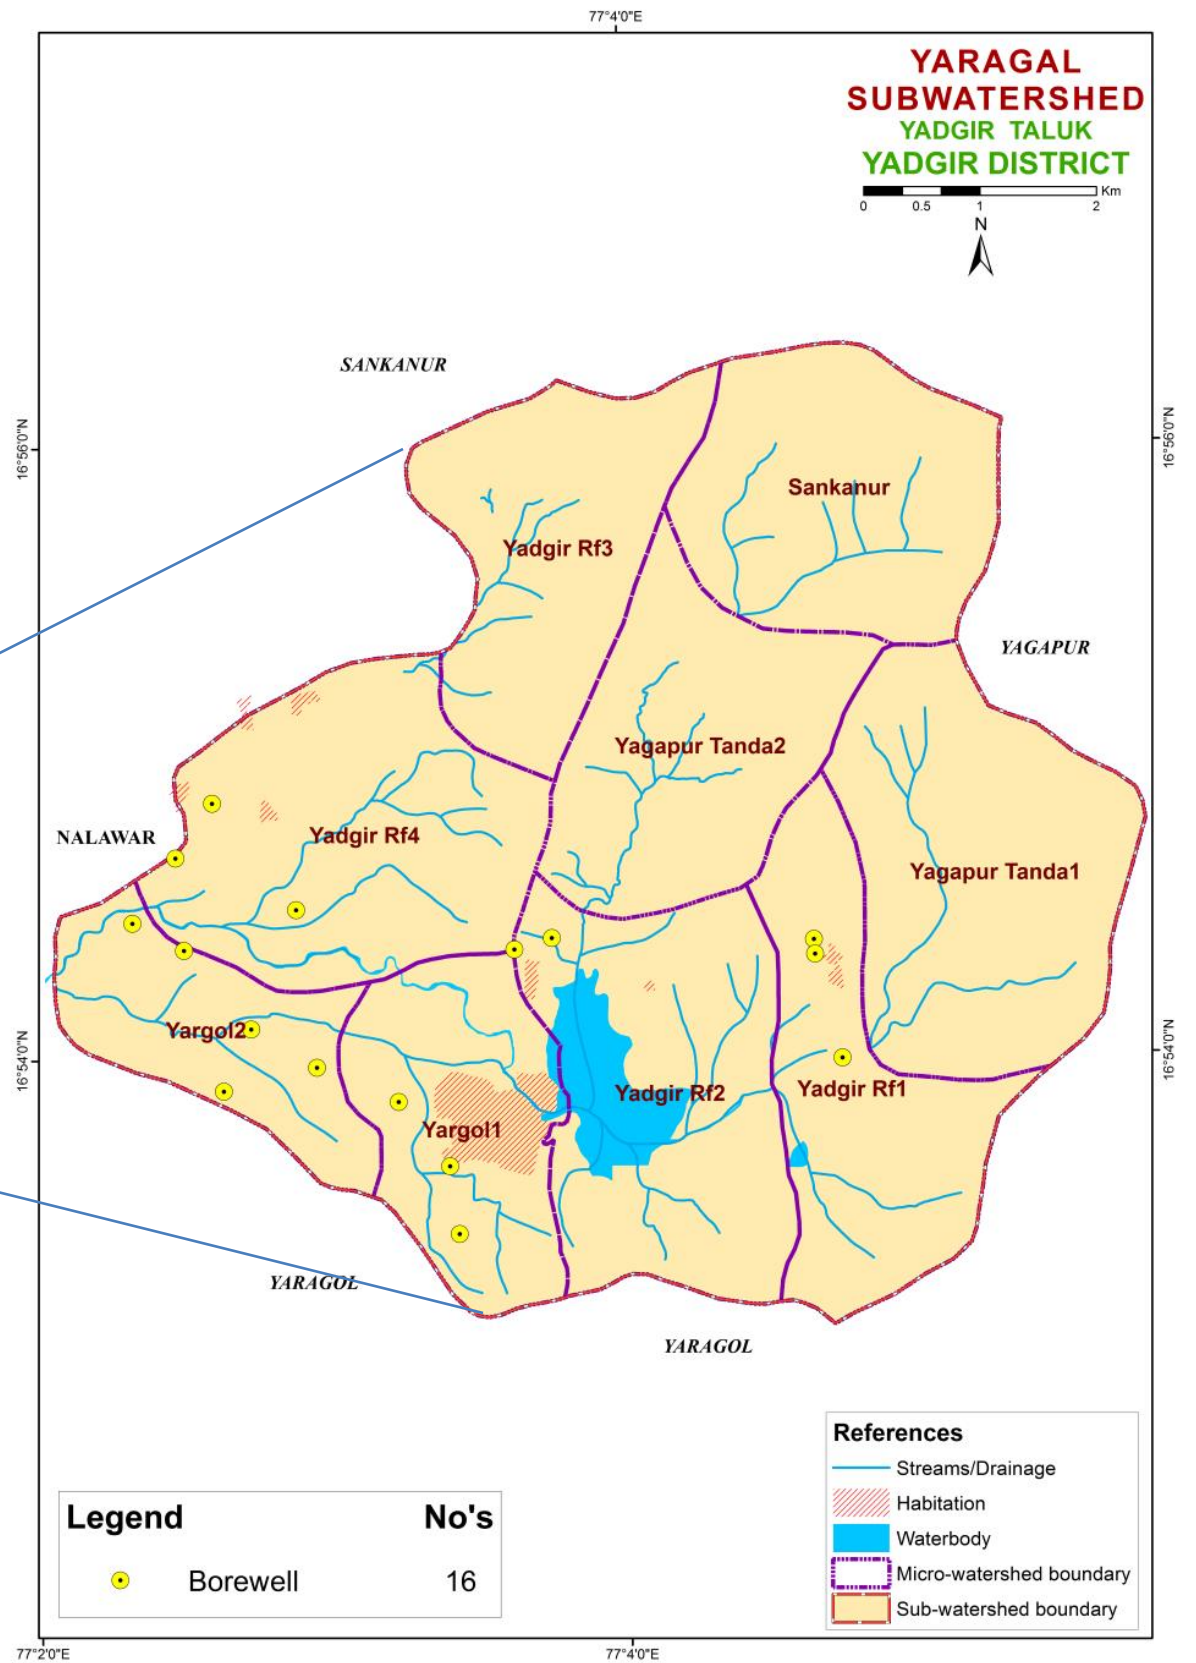 77°4'0"E
YARAGAL
SUBWATERSHED
YADGIR TALUK
YADGIR DISTRICT
Km
0 0.5 1 2
N
SANKANUR
16°56'0"N
16°56'0"N
Sankanur
Yadgir Rf3
YAGAPUR
Yagapur Tanda2
NALAWAR
Yadgir Rf4
Yagapur Tanda1
Yargol2
16°54'0"N
16°54'0"N
Yadgir Rf2
Yadgir Rf1
Yargol1
YARAGOL
YARAGOL
References
Streams/Drainage
Habitation
Waterbody
Micro-watershed boundary
Sub-watershed boundary
Legend No's
Borewell 16
77°2'0"E
77°4'0"E